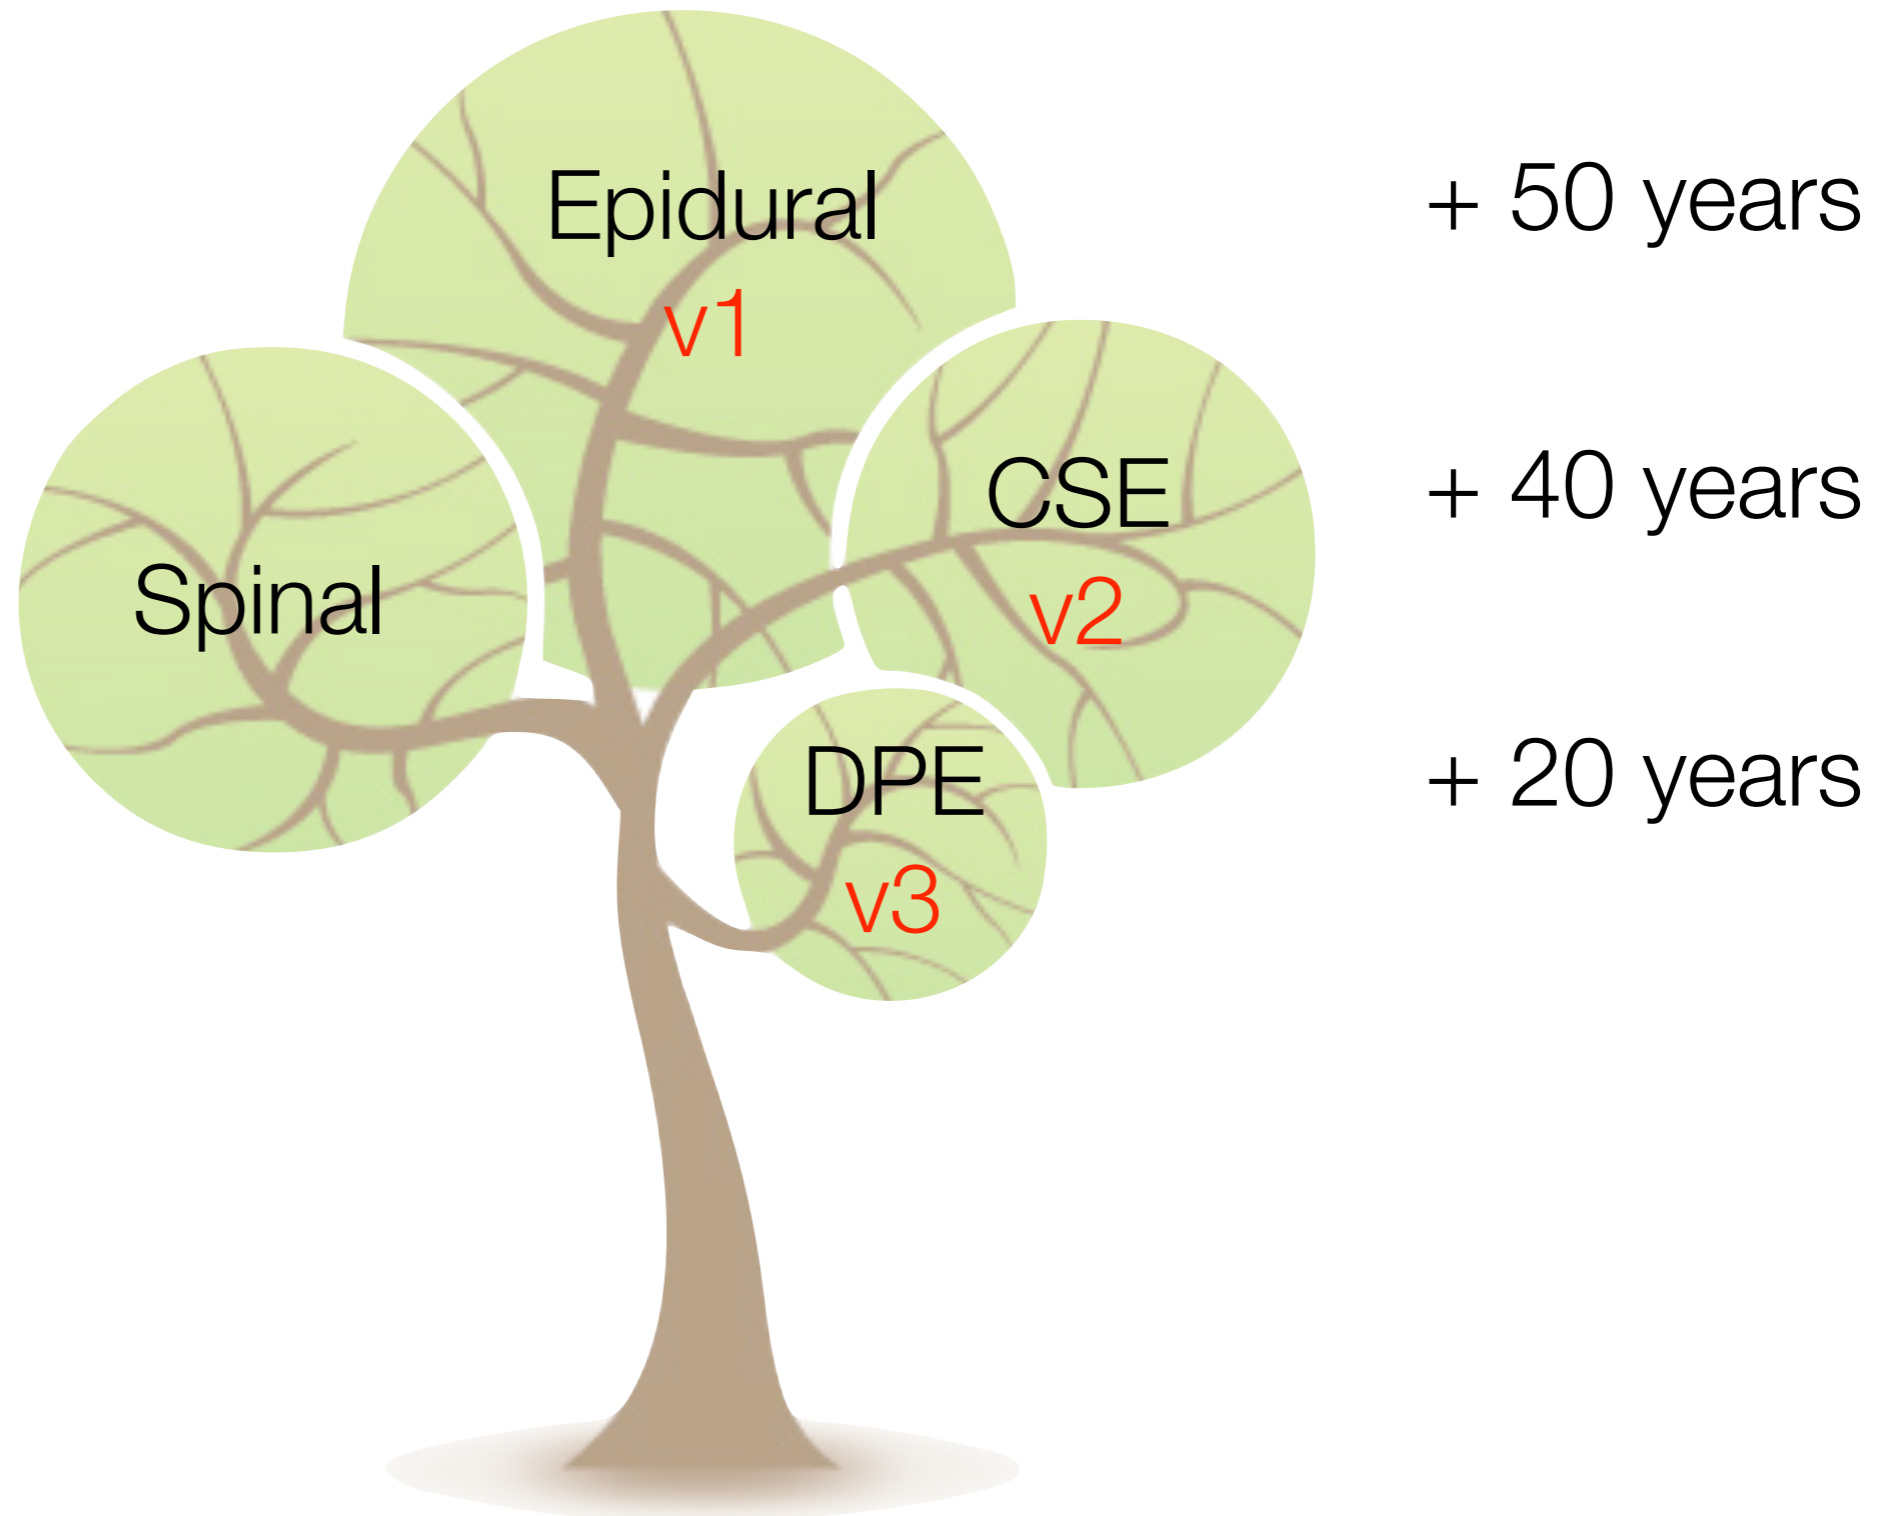 Epidural
v1
+ 50 years
CSE
v2
+ 40 years
Spinal
DPE
v3
+ 20 years